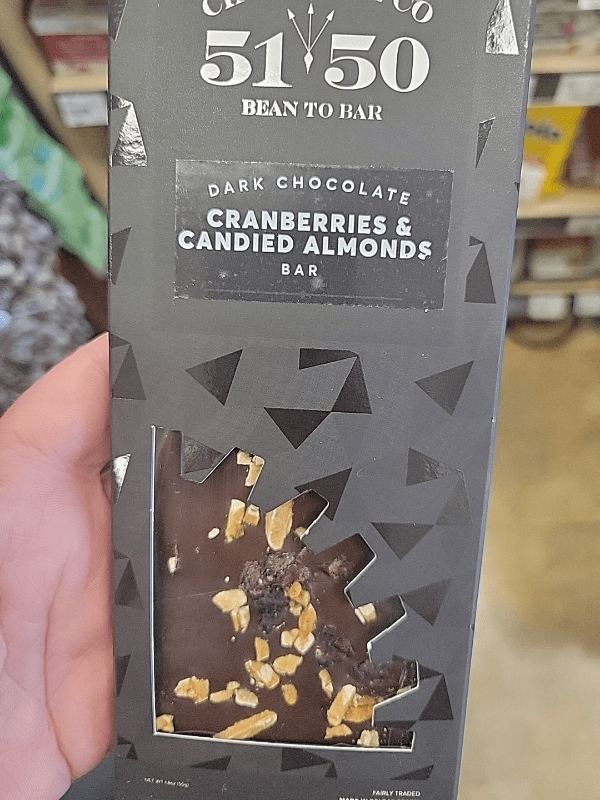 51 50
BEAN TO BAR
DARK CHOCOLATE
CRANBERRIES &
CANDIED ALMONDS
BAR
FAIRLY TRADED